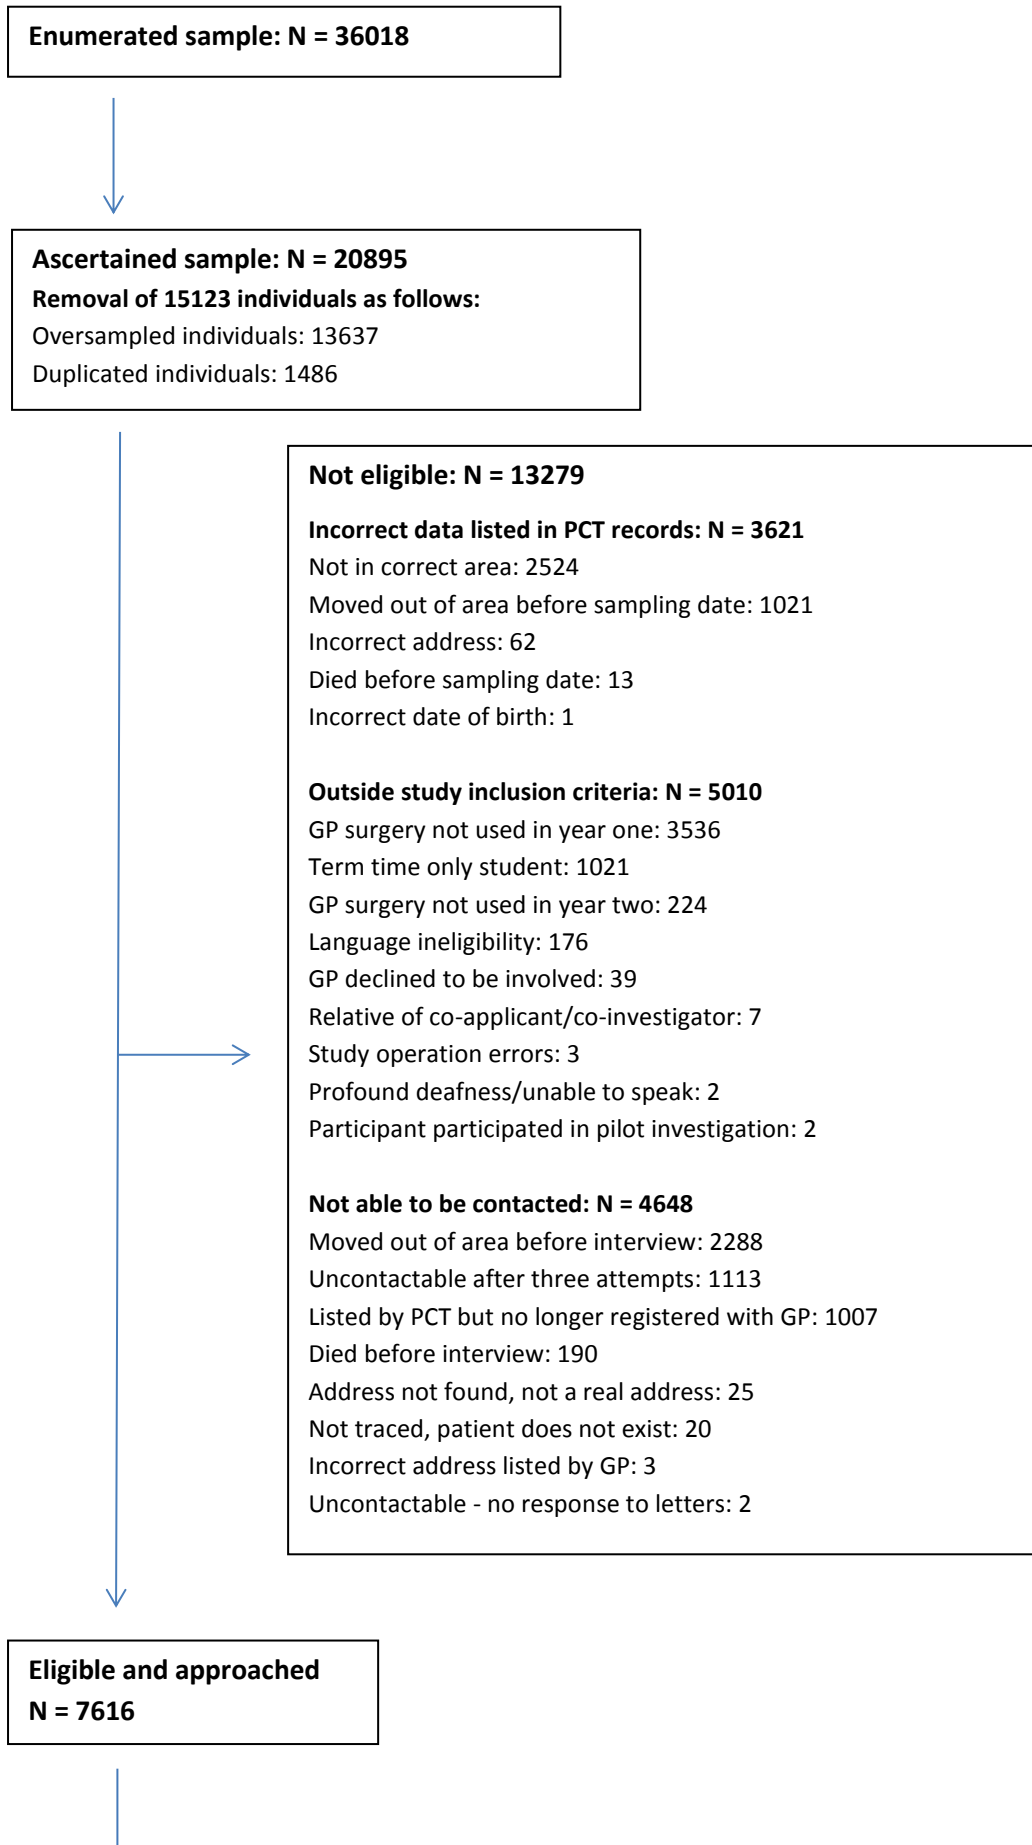 Enumerated sample: N = 36018
Ascertained sample: N = 20895
Removal of 15123 individuals as follows:
Oversampled individuals: 13637
Duplicated individuals: 1486
Not eligible: N = 13279
Incorrect data listed in PCT records: N = 3621
Not in correct area: 2524
Moved out of area before sampling date: 1021
Incorrect address: 62
Died before sampling date: 13
Incorrect date of birth: 1
Outside study inclusion criteria: N = 5010
GP surgery not used in year one: 3536
Term time only student: 1021
GP surgery not used in year two: 224
Language ineligibility: 176
GP declined to be involved: 39
Relative of co-applicant/co-investigator: 7
Study operation errors: 3
Profound deafness/unable to speak: 2
Participant participated in pilot investigation: 2
Not able to be contacted: N = 4648
Moved out of area before interview: 2288
Uncontactable after three attempts: 1113
Listed by PCT but no longer registered with GP: 1007
Died before interview: 190
Address not found, not a real address: 25
Not traced, patient does not exist: 20
Incorrect address listed by GP: 3
Uncontactable - no response to letters: 2
Eligible and approached
N = 7616